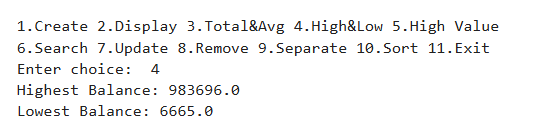 1.Create 2.Display 3.Total&Avg 4.High&Low 5.High Value
6.Search 7.Update 8.Remove 9.Separate 10.Sort 11.Exit
Enter choice:  4
Highest Balance: 983696.0
Lowest Balance: 6665.0